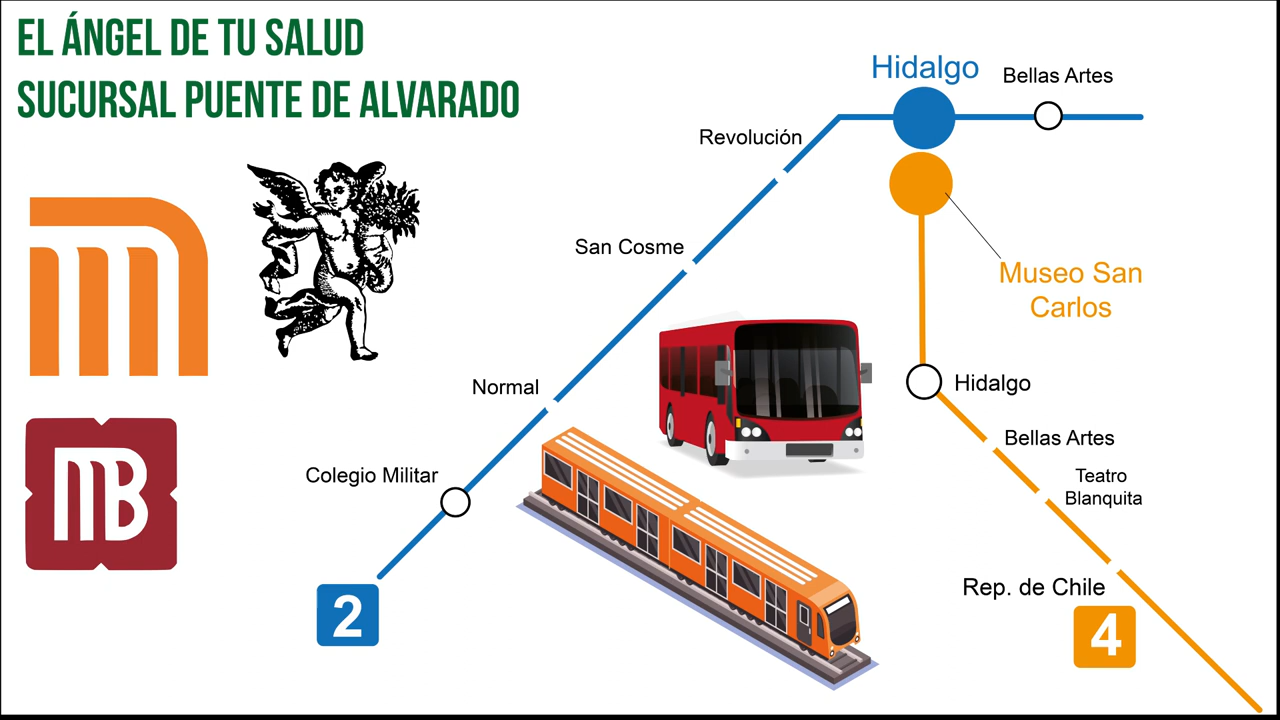 EL ÁNGEL DE TU SALUD
SUCURSAL PUENTE DE ALVARADO
Hidalgo
Bellas Artes
Revolución
San Cosme
Museo San
Carlos
Normal
Hidalgo
Bellas Artes
Colegio Militar
Teatro
Blanquita
MB
Rep. de Chile
2
4